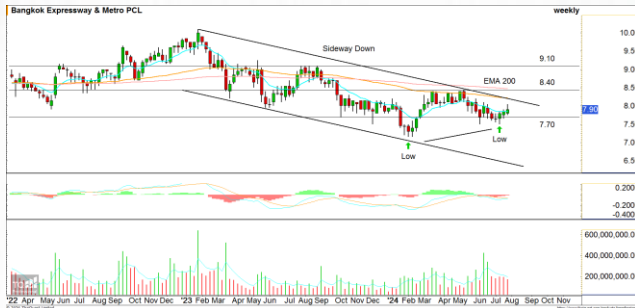 Bangkok Expressway & Metro PCL
weekly
Sideway Down
9.10
EMA 200
8.40
7.70
Low
Low
10.0
9.5
9.0
8.5
7.90
7.5
7.0
6.5
0.200
-0.200
-0.400
600,000,000.0
400,000,000.0
200,000,000.0
'22 Apr May Jun Jul Aug Sep Oct Nov Dec '23 Feb Mar Apr May Jun Jul Aug Sep Oct Nov Dec '24 Feb Mar Apr May Jun Jul Aug Sep Oct Nov